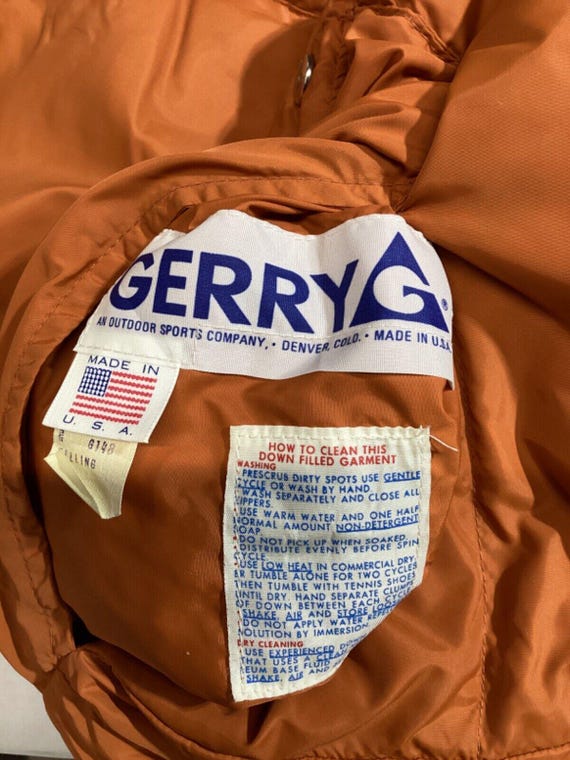 GERRY G ®
AN OUTDOOR SPORTS COMPANY, • DENVER, COLO. • MADE IN U.S.A.
MADE IN
U. S. A.
6148
HOW TO CLEAN THIS
DOWN FILLED GARMENT
WASHING
PRESCRUB DIRTY SPOTS USE GENTLE
CYCLE OR WASH BY HAND
WASH SEPARATELY AND CLOSE ALL
ZIPPERS.
USE WARM WATER AND ONE HALF
NORMAL AMOUNT NON-DETERGENT
SOAP
DO NOT PICK UP WHEN SOAKED
DISTRIBUTE EVENLY BEFORE SPIN
CYCLE
USE LOW HEAT IN COMMERCIAL DRY-
ER TUMBLE ALONE FOR TWO CYCLES
THEN TUMBLE WITH TENNIS SHOES
UNTIL DRY. HAND SEPARATE CLUMPS
OF DOWN BETWEEN EACH CYCLE
SHAKE, AIR AND STORE
DO NOT APPLY WATER
SOLUTION BY IMMERSION
DRY CLEANING
USE EXPERIENCED
THAT USES A
EUM BASE FLUID
SHAKE, AIR AND